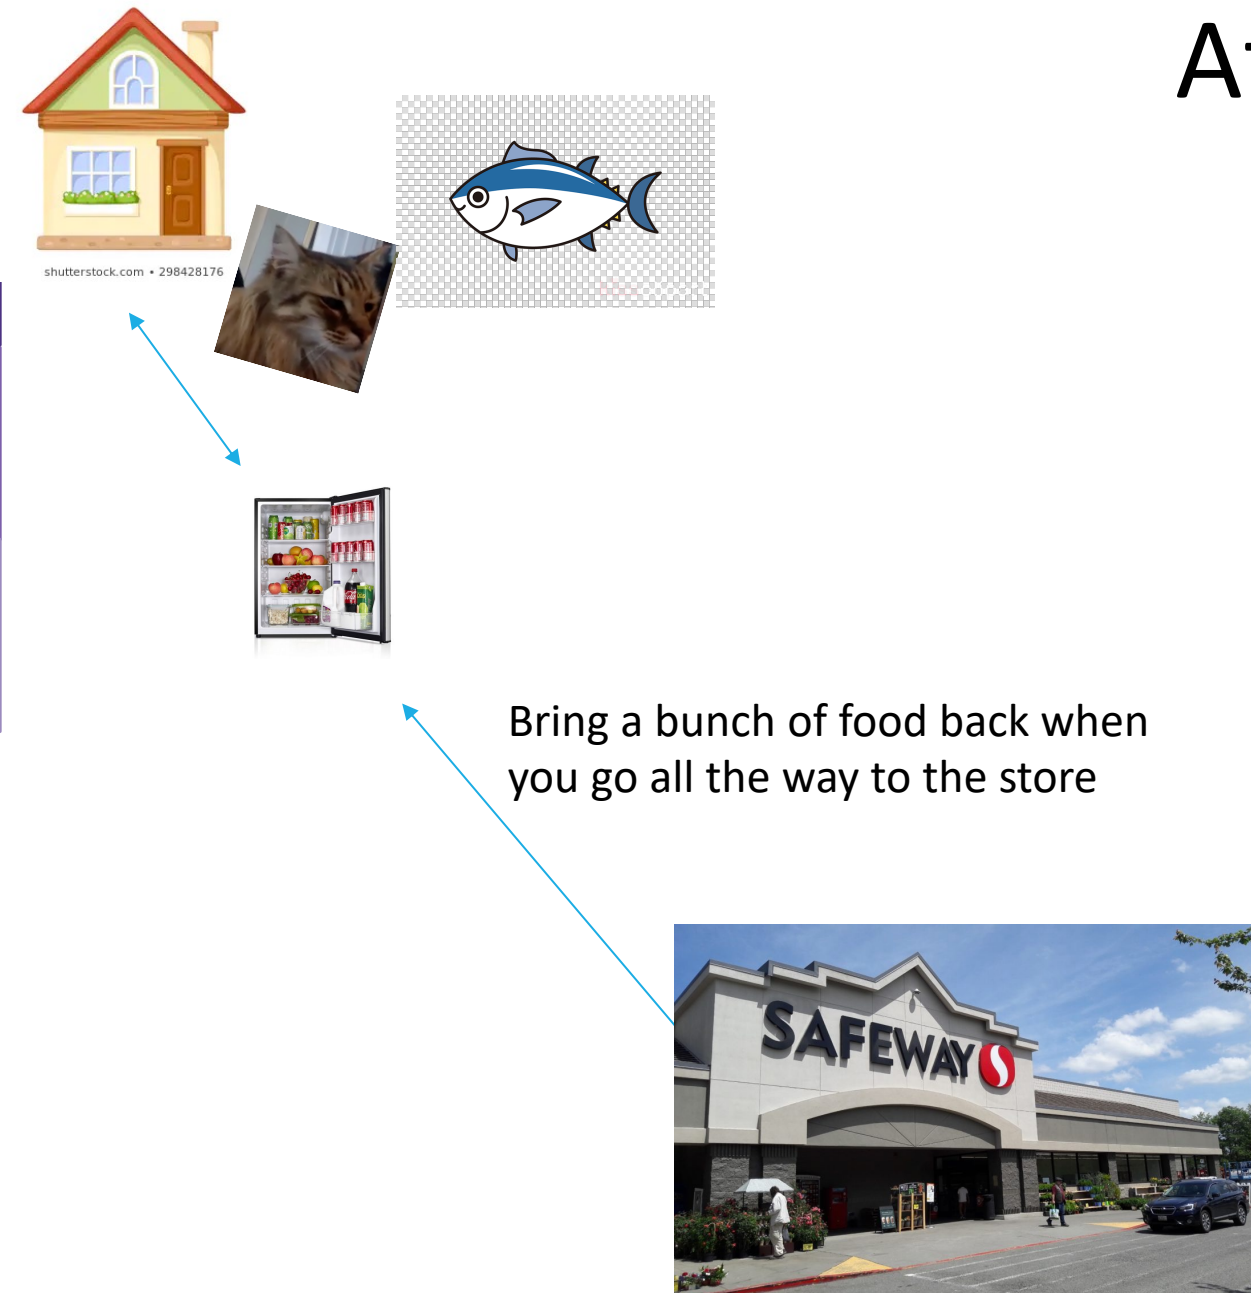 shutterstock.com • 298428176
Bring a bunch of food back when
you go all the way to the store
SAFEWAY